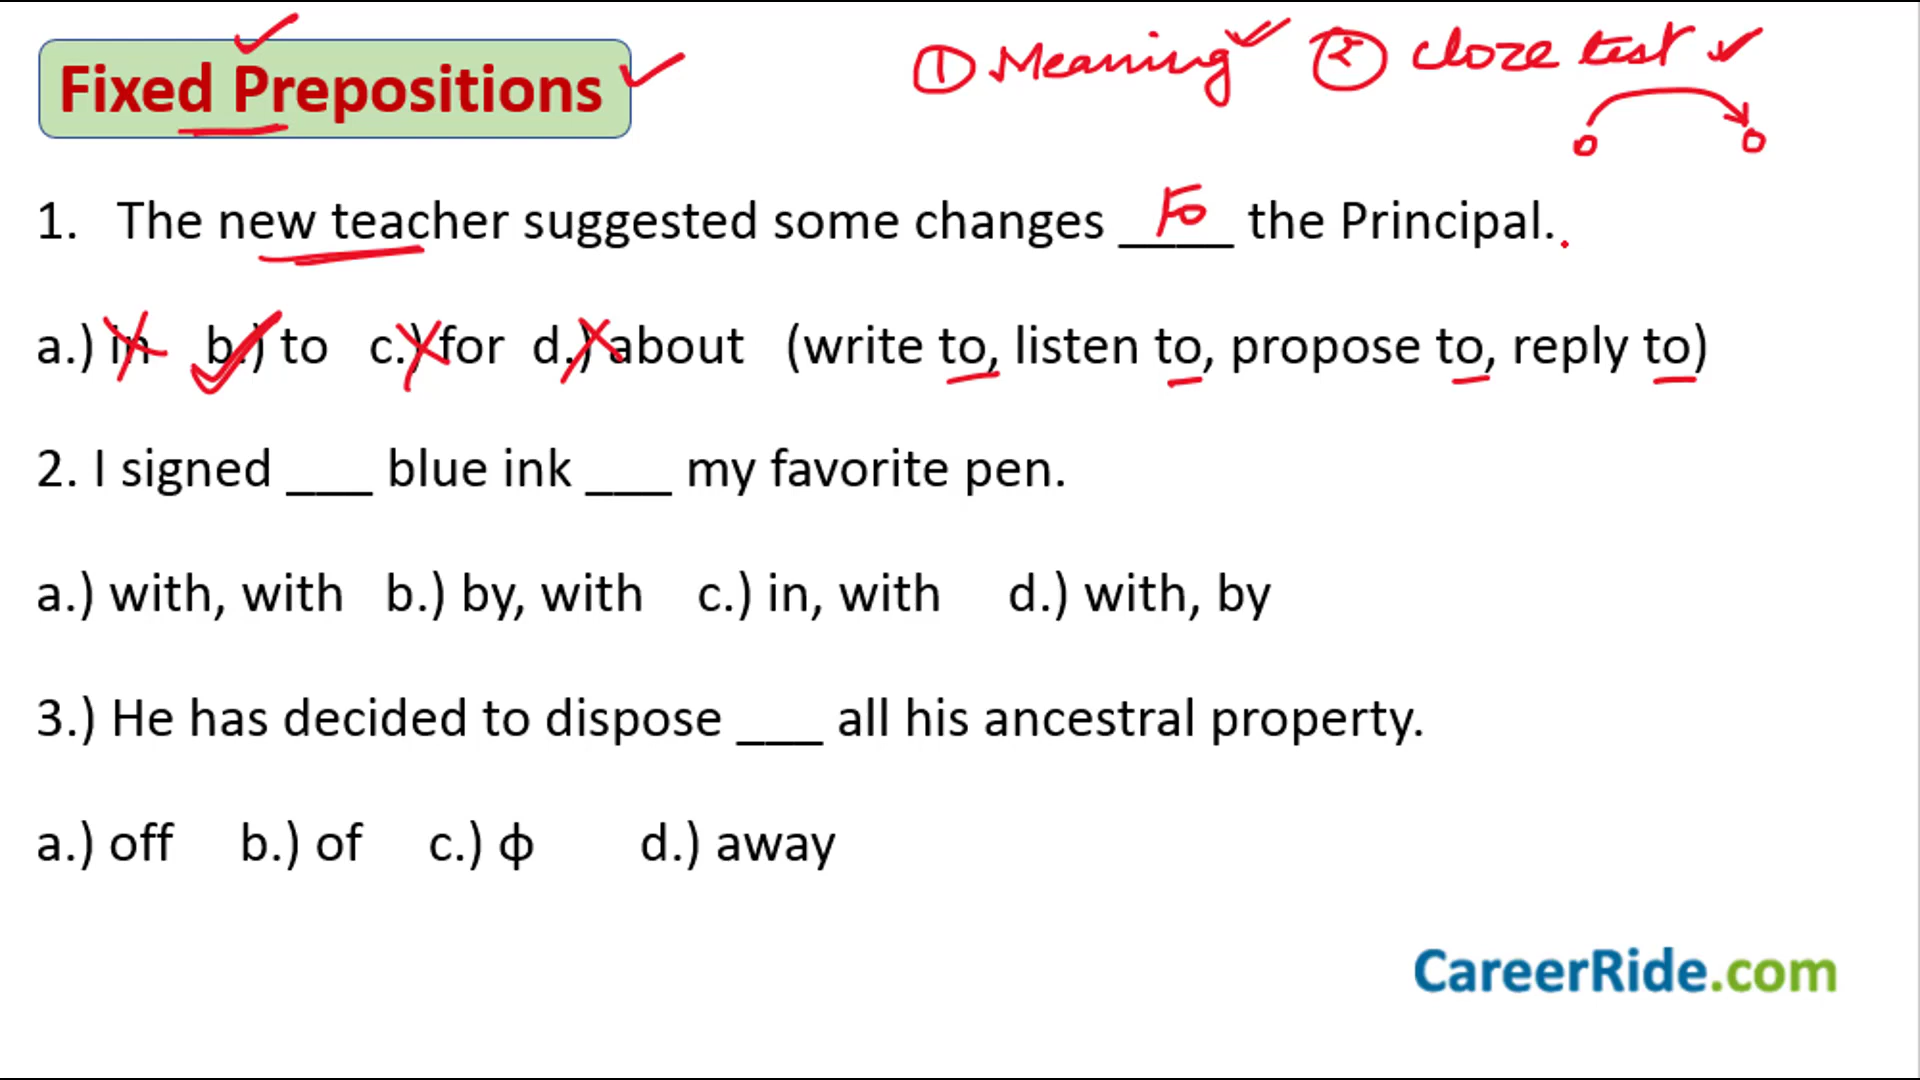 Fixed Prepositions
① Meaning ② cloze test
1. The new teacher suggested some changes to the Principal.
a.) in b.) to c.) for d.) about (write to, listen to, propose to, reply to)
2. I signed ___ blue ink ___ my favorite pen.
a.) with, with b.) by, with c.) in, with d.) with, by
3.) He has decided to dispose ___ all his ancestral property.
a.) off b.) of c.) ф d.) away
CareerRide.com